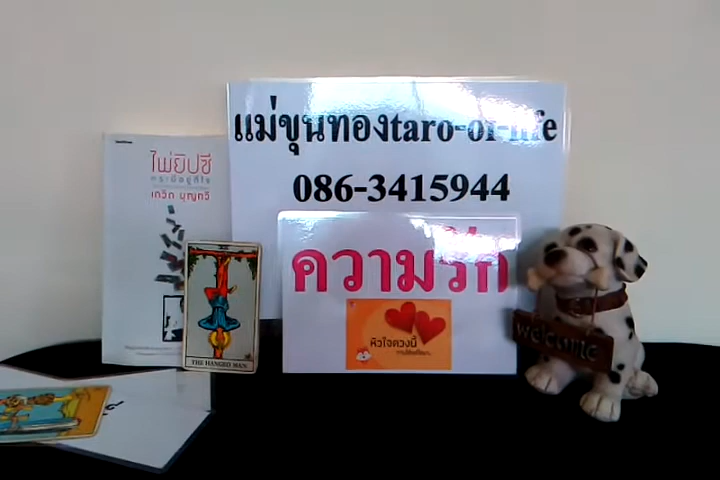 แม่ขุนทองtaro-of-life
086-3415944
ไพ่ยิปซี
ความรัก
หัวใจดวงนี้
XII
THE HANGED MAN
welcome